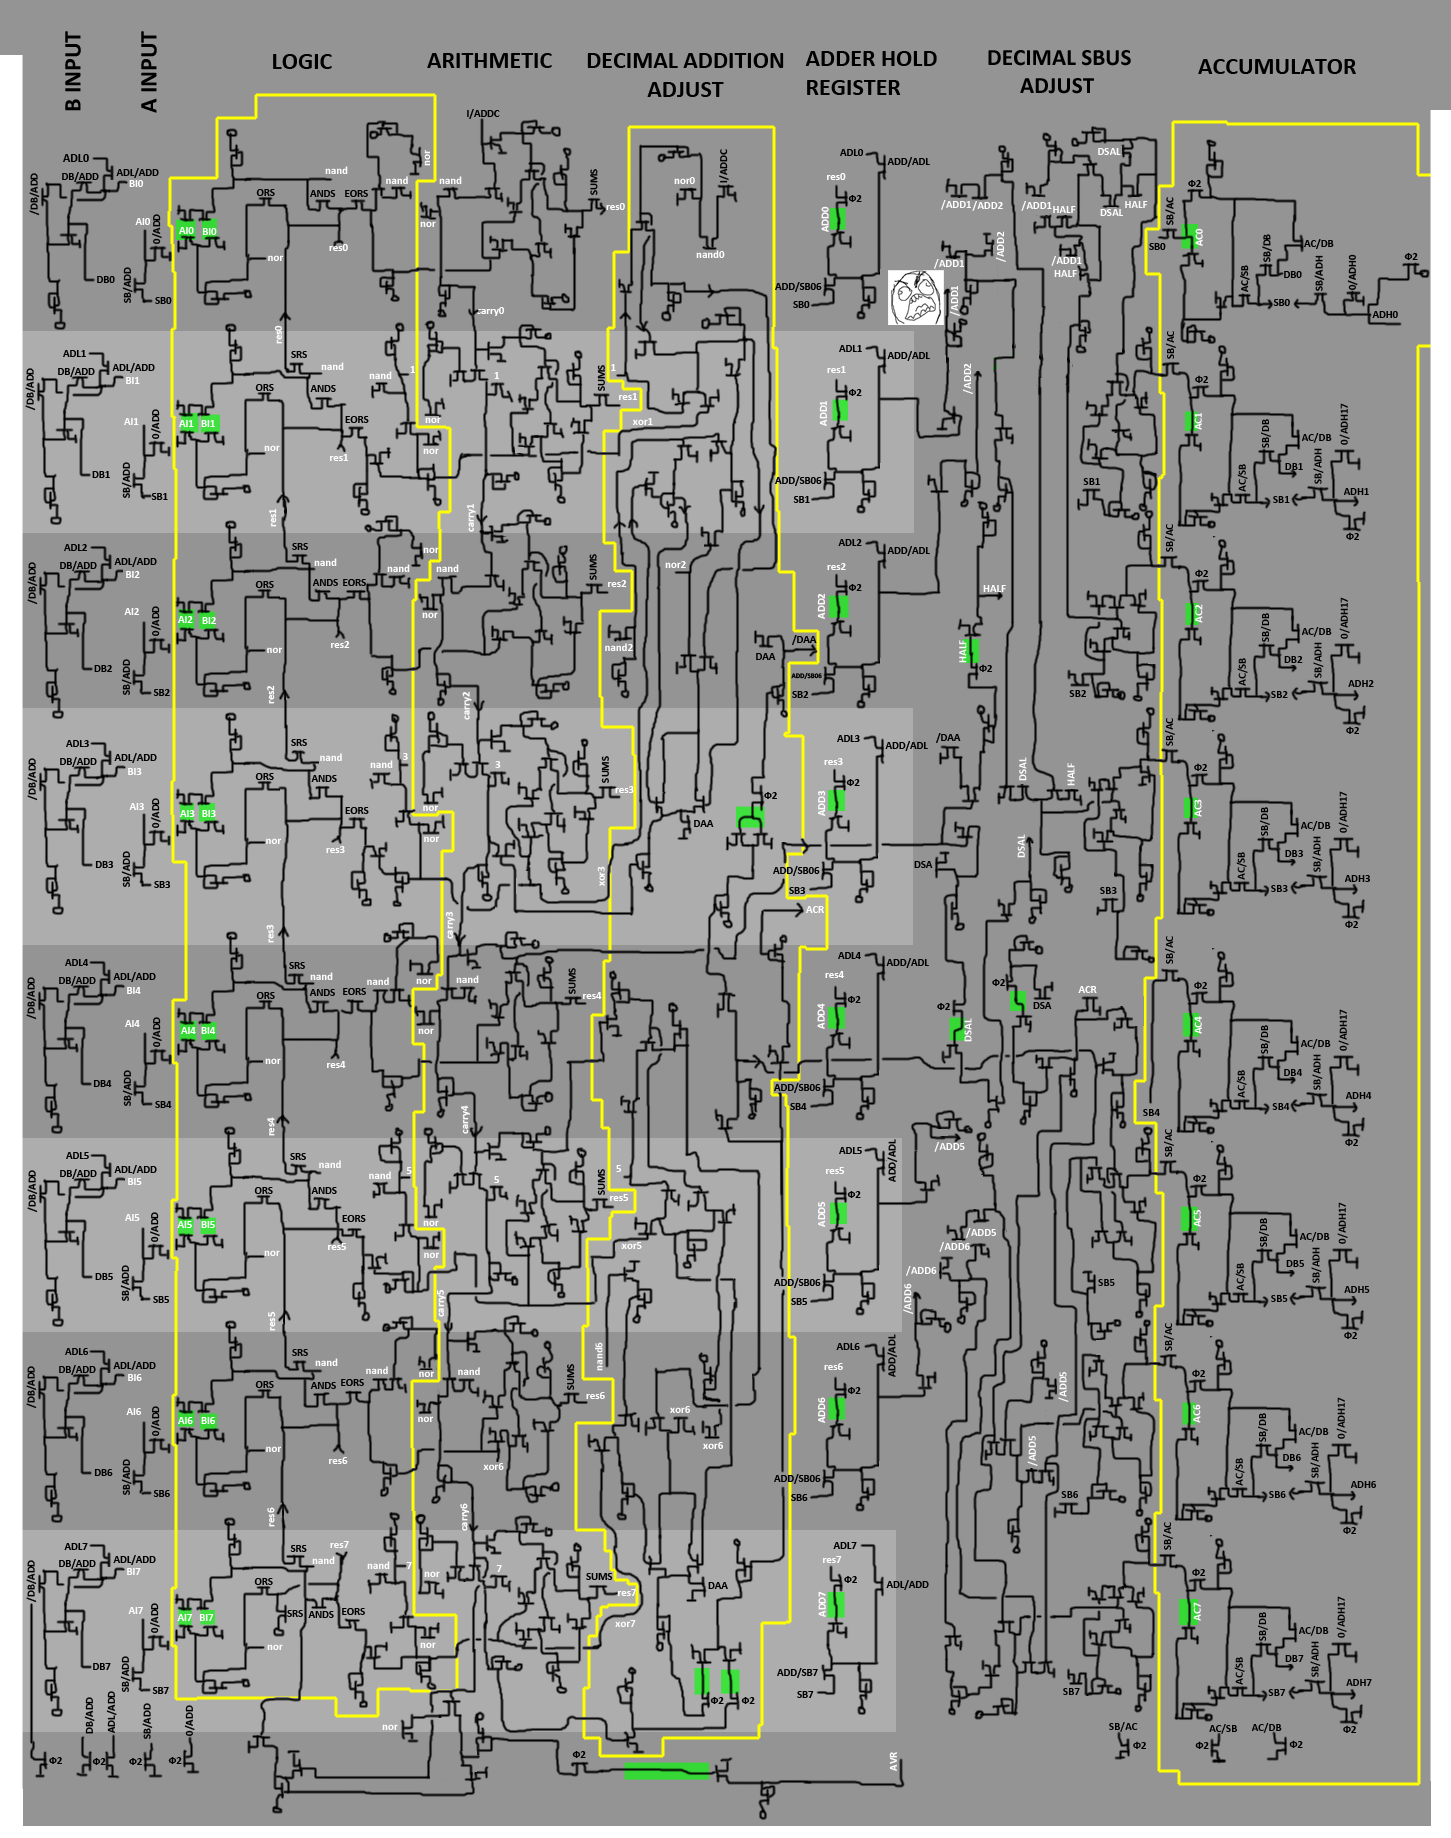 B INPUT
A INPUT
LOGIC
ARITHMETIC
DECIMAL ADDITION
ADJUST
ADDER HOLD
REGISTER
DECIMAL SBUS
ADJUST
ACCUMULATOR
I/ADDC
ADL0
/DB/ADD
DB/ADD
ADL/ADD
BI0
AI0
0/ADD
AI0
BI0
DB0
SB/ADD
SB0
ORS
nand
ANDS
EORS
nor
res0
nand
nor
nand
nor
SUMS
res0
carry0
nor0
I/ADDC
nand0
ADL0
ADD/ADL
res0
Φ2
ADD0
ADD/SB06
SB0
/ADD1
/ADD2
/ADD1
HALF
DSAL
DSAL
HALF
/ADD2
/ADD1
/ADD1
HALF
/ADD1
SB/AC
SB0
Φ2
AC0
AC/DB
SB/DB
DB0
AC/SB
SB0
SB/ADH
0/ADH0
Φ2
ADH0
res0
ADL1
/DB/ADD
DB/ADD
ADL/ADD
BI1
AI1
0/ADD
AI1
BI1
DB1
SB/ADD
SB1
SRS
nand
ORS
ANDS
EORS
nor
res1
nand
1
nor
nor
1
SUMS
1
res1
xor1
carry1
ADL1
ADD/ADL
res1
Φ2
ADD1
ADD/SB06
SB1
/ADD2
SB1
SB/AC
Φ2
AC1
AC/DB
SB/DB
DB1
AC/SB
SB1
SB/ADH
0/ADH17
ADH1
Φ2
res1
ADL2
/DB/ADD
DB/ADD
ADL/ADD
BI2
AI2
0/ADD
AI2
BI2
DB2
SB/ADD
SB2
SRS
nand
ORS
ANDS
EORS
nor
res2
nand
nor
nand
nor
SUMS
res2
nor2
nand2
carry2
DAA
/DAA
ADL2
ADD/ADL
res2
Φ2
ADD2
ADD/SB06
SB2
HALF
HALF
Φ2
SB2
SB/AC
Φ2
AC2
AC/DB
SB/DB
DB2
AC/SB
SB2
SB/ADH
0/ADH17
ADH2
Φ2
res2
ADL3
/DB/ADD
DB/ADD
ADL/ADD
BI3
AI3
0/ADD
AI3
BI3
DB3
SB/ADD
SB3
SRS
nand
ORS
ANDS
EORS
nor
res3
nand
3
nor
nor
3
SUMS
res3
xor3
carry3
DAA
Φ2
ACR
ADL3
ADD/ADL
res3
Φ2
ADD3
ADD/SB06
SB3
/DAA
DSA
DSAL
HALF
DSAL
SB3
SB/AC
Φ2
AC3
AC/DB
SB/DB
DB3
AC/SB
SB3
SB/ADH
0/ADH17
ADH3
Φ2
res3
ADL4
/DB/ADD
DB/ADD
ADL/ADD
BI4
AI4
0/ADD
AI4
BI4
DB4
SB/ADD
SB4
SRS
nand
ORS
ANDS
EORS
nor
res4
nand
nor
nand
nor
SUMS
res4
carry4
ADL4
ADD/ADL
res4
Φ2
ADD4
ADD/SB06
SB4
Φ2
DSAL
Φ2
DSA
ACR
SB4
SB/AC
Φ2
AC4
AC/DB
SB/DB
DB4
AC/SB
SB4
SB/ADH
0/ADH17
ADH4
Φ2
res4
ADL5
/DB/ADD
DB/ADD
ADL/ADD
BI5
AI5
0/ADD
AI5
BI5
DB5
SB/ADD
SB5
SRS
nand
ORS
ANDS
EORS
nor
res5
nand
5
nor
nor
5
SUMS
5
res5
xor5
carry5
ADL5
ADD/ADL
res5
Φ2
ADD5
ADD/SB06
SB5
/ADD5
/ADD5
/ADD6
/ADD6
/ADD6
SB5
SB/AC
Φ2
AC5
AC/DB
SB/DB
DB5
AC/SB
SB5
SB/ADH
0/ADH17
ADH5
Φ2
res5
ADL6
/DB/ADD
DB/ADD
ADL/ADD
BI6
AI6
0/ADD
AI6
BI6
DB6
SB/ADD
SB6
SRS
nand
ORS
ANDS
EORS
nor
res6
nand
nor
nand
nor
xor6
SUMS
res6
nand6
xor6
xor6
carry6
ADL6
ADD/ADL
res6
Φ2
ADD6
ADD/SB06
SB6
/ADD5
/ADD5
SB6
SB/AC
Φ2
AC6
AC/DB
SB/DB
DB6
AC/SB
SB6
SB/ADH
0/ADH17
ADH6
Φ2
res6
ADL7
/DB/ADD
DB/ADD
ADL/ADD
BI7
AI7
0/ADD
AI7
BI7
DB7
SB/ADD
SB7
SRS
nand
res7
ORS
SRS
ANDS
EORS
nor
nand
7
nor
nor
7
SUMS
res7
xor7
DAA
Φ2
Φ2
ADL7
res7
Φ2
ADL/ADD
ADD7
ADD/SB7
SB7
SB7
SB/AC
Φ2
AC7
AC/DB
SB/DB
DB7
AC/SB
SB7
SB/ADH
0/ADH17
ADH7
Φ2
DB/ADD
ADL/ADD
SB/ADD
0/ADD
Φ2
Φ2
Φ2
Φ2
nor
Φ2
AVR
SB/AC
Φ2
AC/SB
Φ2
AC/DB
Φ2